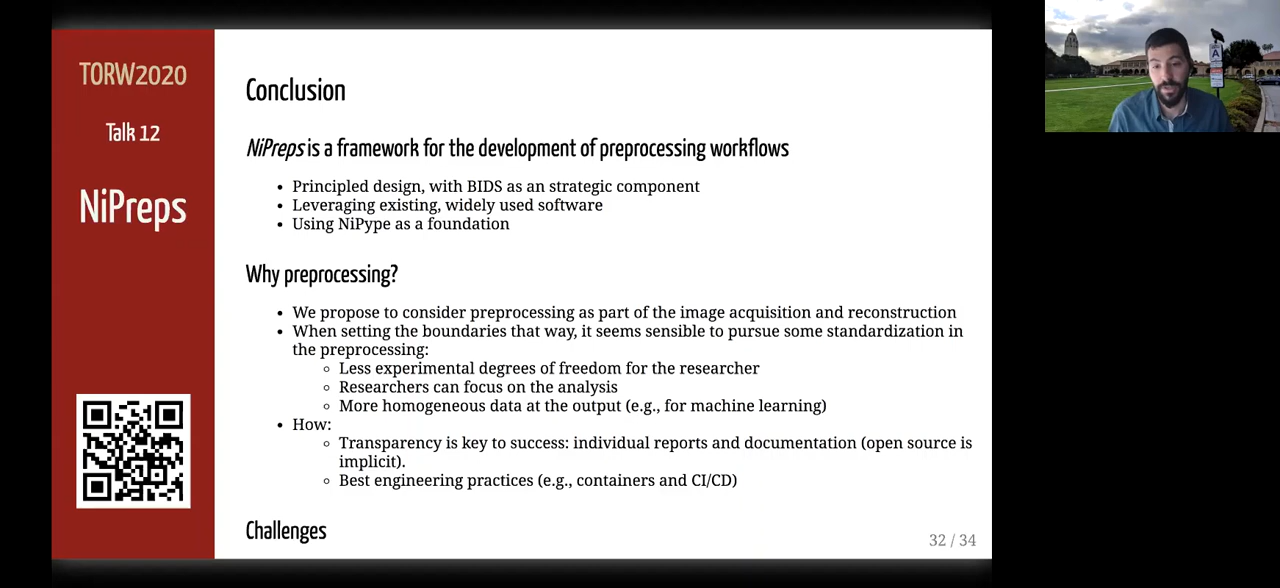 TORW2020
Talk 12
NiPreps
Conclusion
NiPreps is a framework for the development of preprocessing workflows
• Principled design, with BIDS as an strategic component
• Leveraging existing, widely used software
• Using NiPype as a foundation
Why preprocessing?
• We propose to consider preprocessing as part of the image acquisition and reconstruction
• When setting the boundaries that way, it seems sensible to pursue some standardization in
the preprocessing:
◦ Less experimental degrees of freedom for the researcher
◦ Researchers can focus on the analysis
◦ More homogeneous data at the output (e.g., for machine learning)
• How:
◦ Transparency is key to success: individual reports and documentation (open source is
implicit).
◦ Best engineering practices (e.g., containers and CI/CD)
Challenges
32 / 34
A